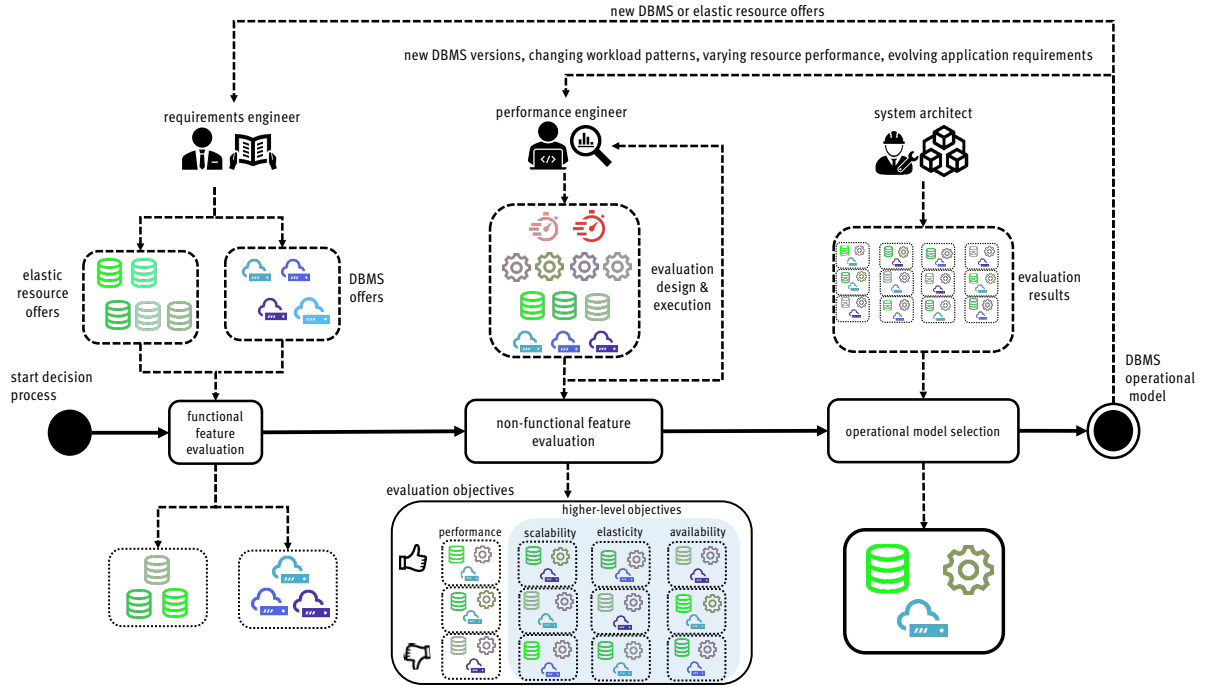 new DBMS or elastic resource offers
new DBMS versions, changing workload patterns, varying resource performance, evolving application requirements
requirements engineer
performance engineer
system architect
elastic
resource
offers
DBMS
offers
evaluation
design &
execution
evaluation
results
start decision
process
functional
feature
evaluation
non-functional feature
evaluation
operational model selection
DBMS
operational
model
evaluation objectives
higher-level objectives
performance
scalability
elasticity
availability